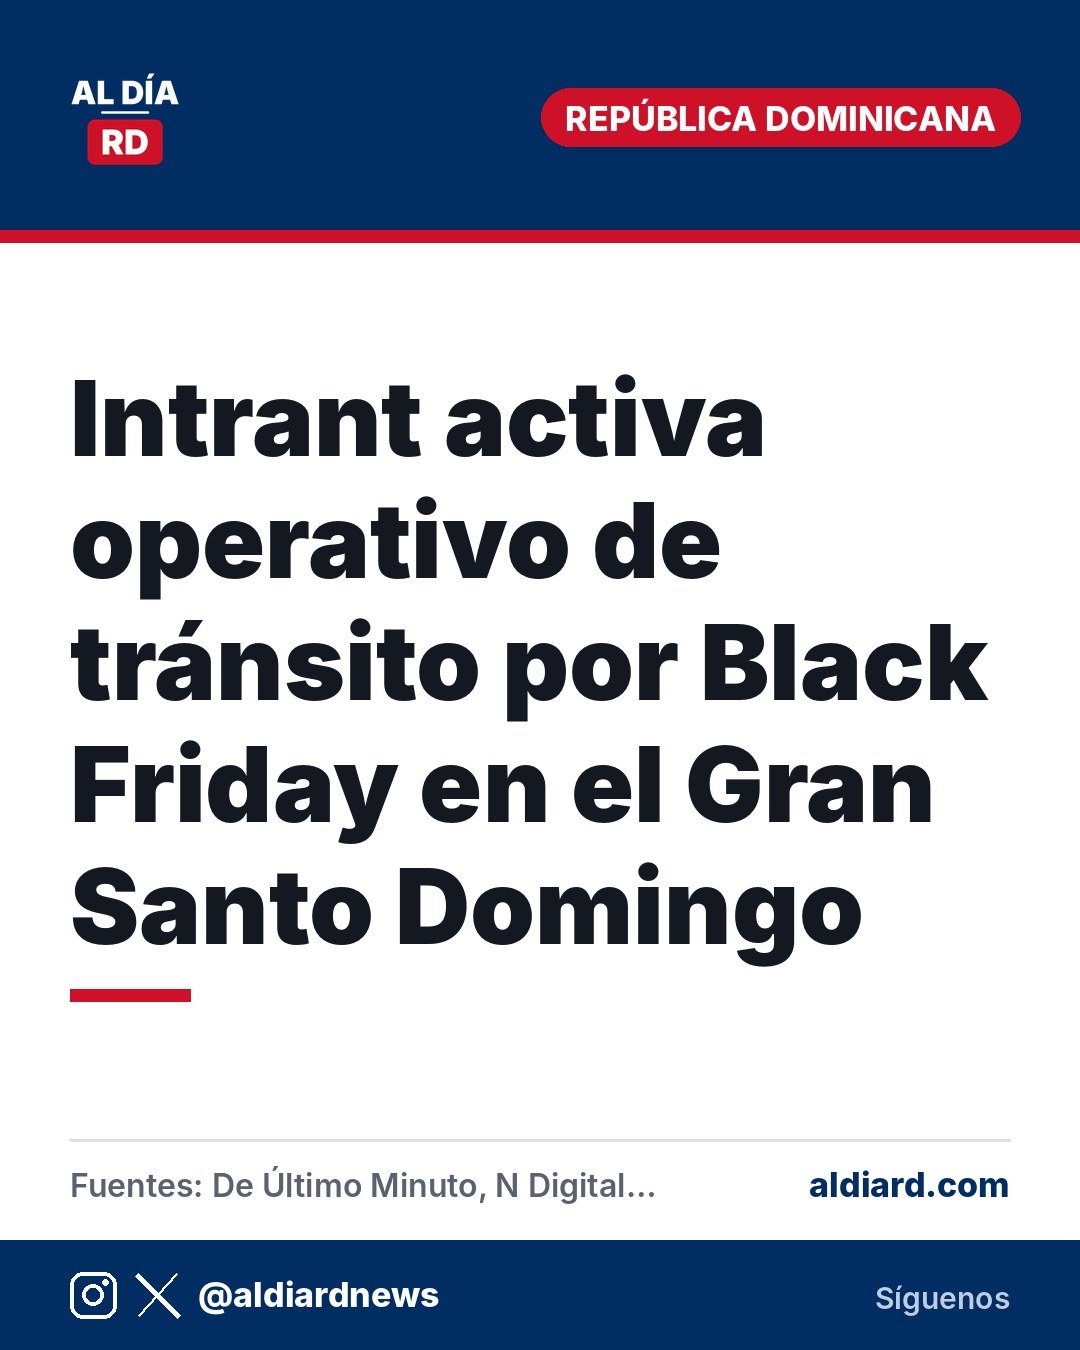 AL DÍA
RD
REPÚBLICA DOMINICANA
Intrant activa
operativo de
tránsito por Black
Friday en el Gran
Santo Domingo
Fuentes: De Último Minuto, N Digital...
aldiard.com
@aldiardnews
Síguenos